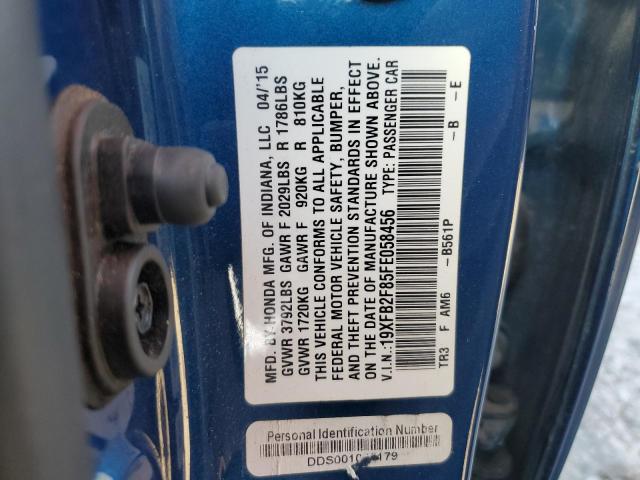 MFD. BY HONDA MFG. OF INDIANA, LLC 04/'15
GVWR 3792LBS GAWR F 2029LBS R 1786LBS
GVWR 1720KG GAWR F 920KG R 810KG
THIS VEHICLE CONFORMS TO ALL APPLICABLE
FEDERAL MOTOR VEHICLE SAFETY, BUMPER,
AND THEFT PREVENTION STANDARDS IN EFFECT
ON THE DATE OF MANUFACTURE SHOWN ABOVE.
V.I.N.:19XFB2F85FE058456 TYPE: PASSENGER CAR
TR3 F AM6 -B561P -B -E
Personal Identification Number